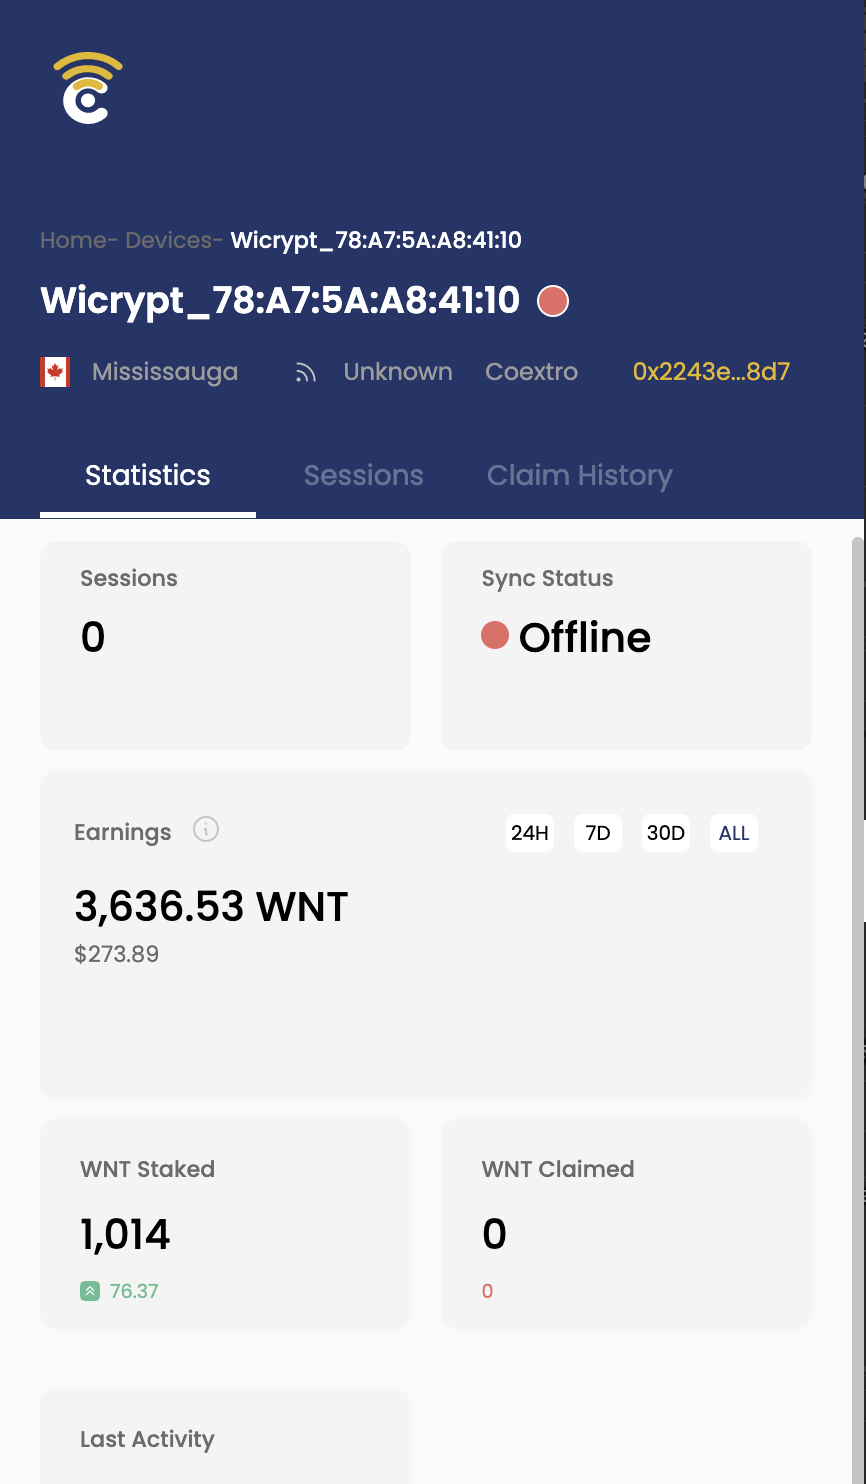 Home- Devices- Wicrypt_78:A7:5A:A8:41:10
Wicrypt_78:A7:5A:A8:41:10
Mississauga Unknown Coextro 0x2243e...8d7
Statistics Sessions Claim History
Sessions
0
Sync Status
Offline
Earnings 24H 7D 30D ALL
3,636.53 WNT
$273.89
WNT Staked
1,014
76.37
WNT Claimed
0
0
Last Activity